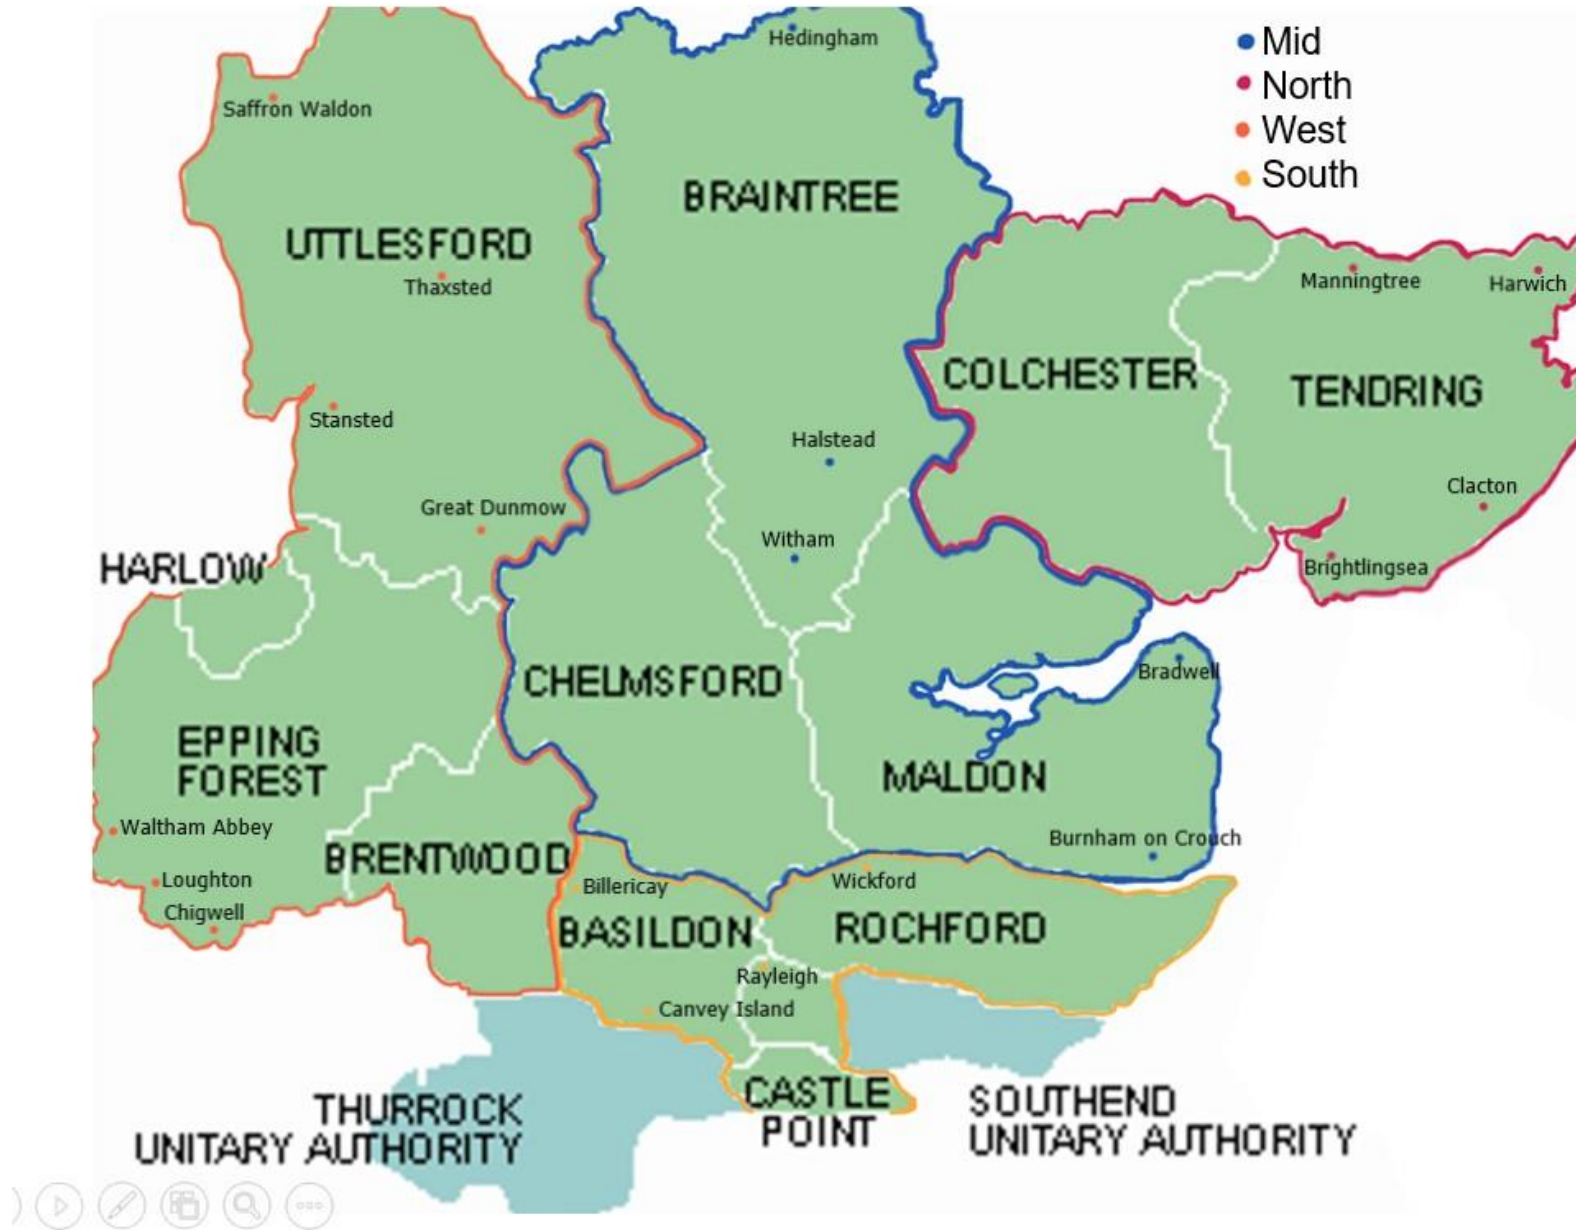 Hedingham
Mid
North
West
South
Saffron Waldon
BRAINTREE
UTTLESFORD
Thaxsted
Manningtree
Harwich
COLCHESTER
TENDRING
Stansted
Halstead
Clacton
Great Dunmow
Witham
HARLOW
Brightlingsea
CHELMSFORD
Bradwell
EPPING
FOREST
MALDON
Waltham Abbey
Burnham on Crouch
BRENTWOOD
Loughton
Billericay
Wickford
Chigwell
BASILDON
ROCHFORD
Rayleigh
Canvey Island
CASTLE
POINT
THURROCK
UNITARY AUTHORITY
SOUTHEND
UNITARY AUTHORITY